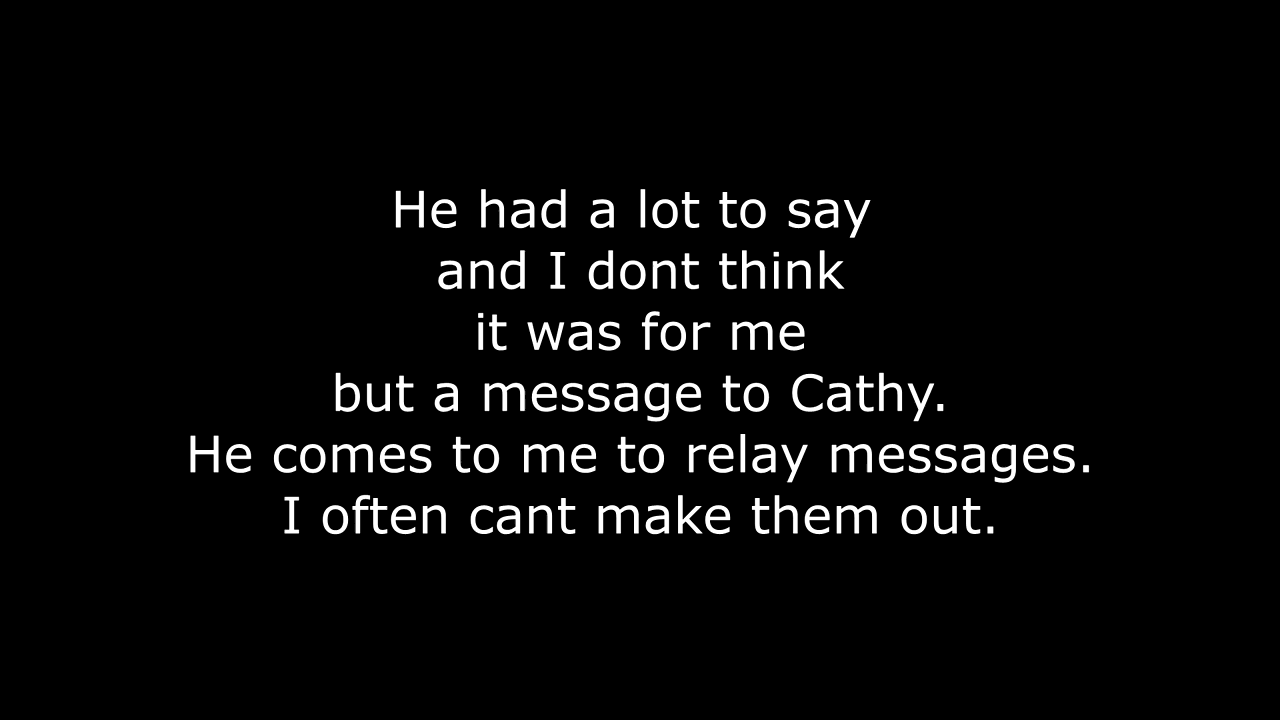 He had a lot to say
and I dont think
it was for me
but a message to Cathy.
He comes to me to relay messages.
I often cant make them out.